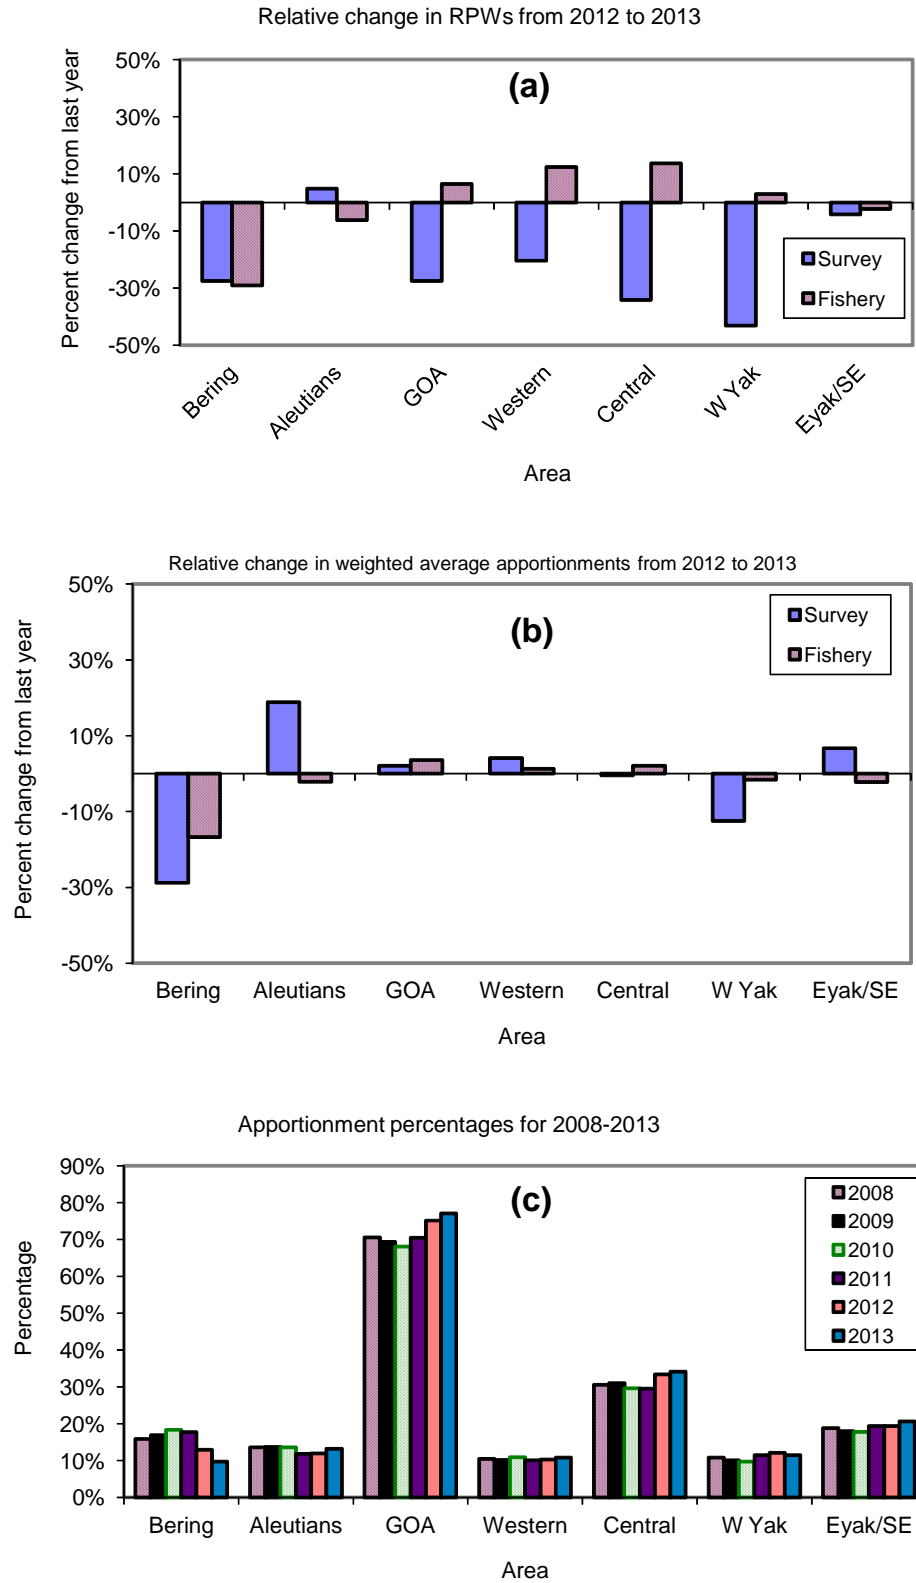 Relative change in RPWs from 2012 to 2013
(a)
Percent change from last year
50%
30%
10%
-10%
-30%
-50%
Survey
Fishery
Bering Aleutians GOA Western Central W Yak Eyak/SE
Area
Relative change in weighted average apportionments from 2012 to 2013
(b)
Percent change from last year
50%
30%
10%
-10%
-30%
-50%
Survey
Fishery
Bering Aleutians GOA Western Central W Yak Eyak/SE
Area
Apportionment percentages for 2008-2013
(c)
Percentage
90%
80%
70%
60%
50%
40%
30%
20%
10%
0%
2008
2009
2010
2011
2012
2013
Bering Aleutians GOA Western Central W Yak Eyak/SE
Area